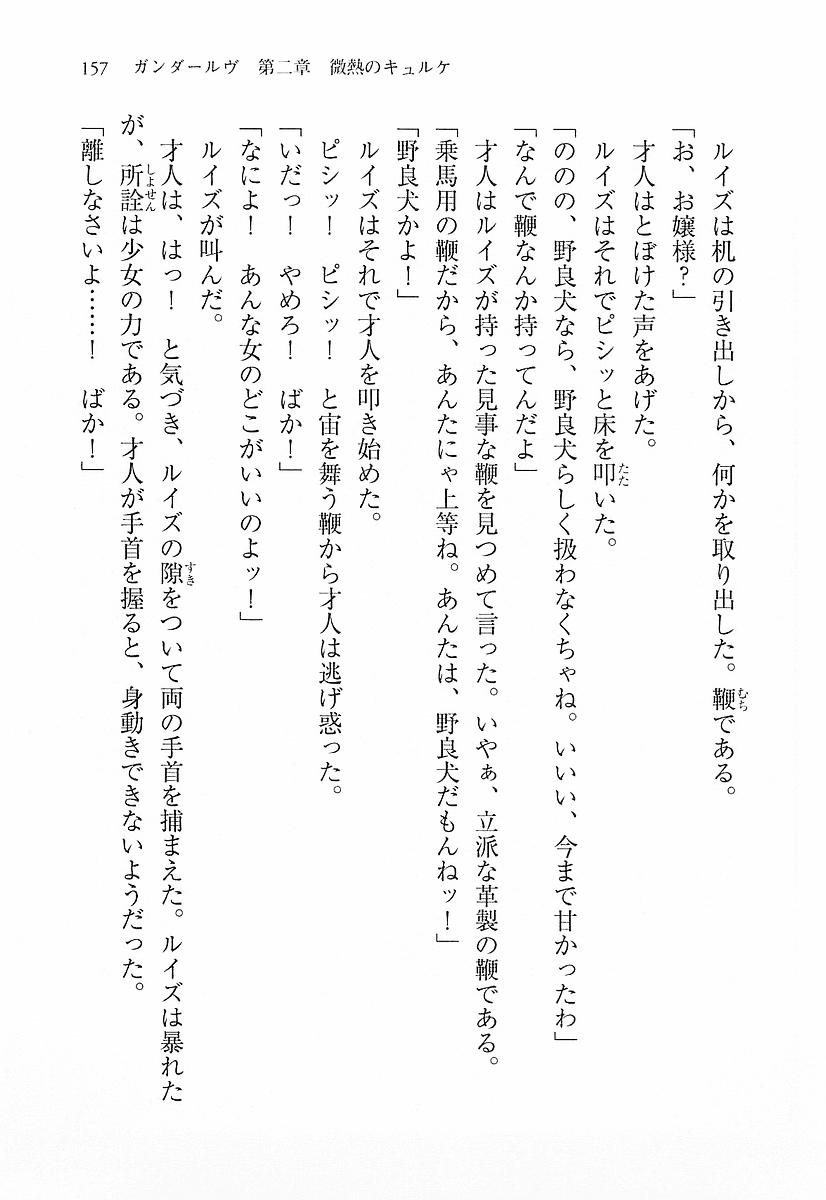 157　ガンダールヴ　第二章　微熱のキュルケ
ルイズは机の引き出しから、何かを取り出した。鞭である。
「お、お嬢様？」
才人はとぼけた声をあげた。
ルイズはそれでピシッと床を叩いた。
「ののの、野良犬なら、野良犬らしく扱わなくちゃね。いいい、今まで甘かったわ」
「なんで鞭なんか持ってんだよ」
才人はルイズが持った見事な鞭を見つめて言った。いやぁ、立派な革製の鞭である。
「乗馬用の鞭だから、あんたにゃ上等ね。あんたは、野良犬だもんねッ！」
「野良犬かよ！」
ルイズはそれで才人を叩き始めた。
ピシッ！　ピシッ！　と宙を舞う鞭から才人は逃げ惑った。
「いだっ！　やめろ！　ばか！」
「なによ！　あんな女のどこがいいのよッ！」
ルイズが叫んだ。
才人は、はっ！　と気づき、ルイズの隙をついて両の手首を捕まえた。ルイズは暴れた
が、所詮は少女の力である。才人が手首を握ると、身動きできないようだった。
「離しなさいよ……！　ばか！」